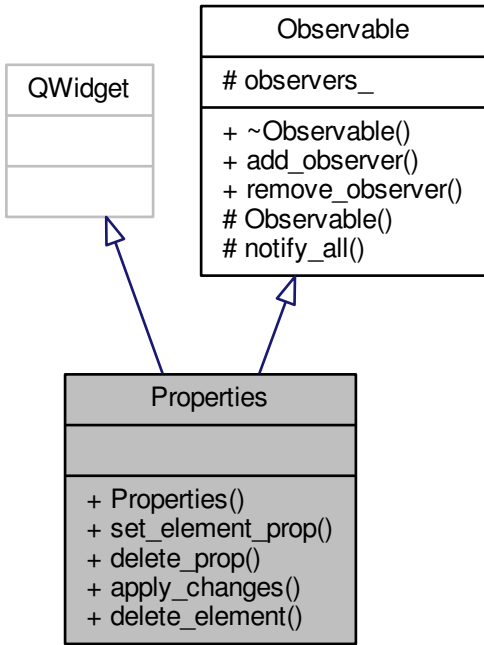 QWidget
Observable
# observers_
+ ~Observable()
+ add_observer()
+ remove_observer()
# Observable()
# notify_all()
Properties
+ Properties()
+ set_element_prop()
+ delete_prop()
+ apply_changes()
+ delete_element()